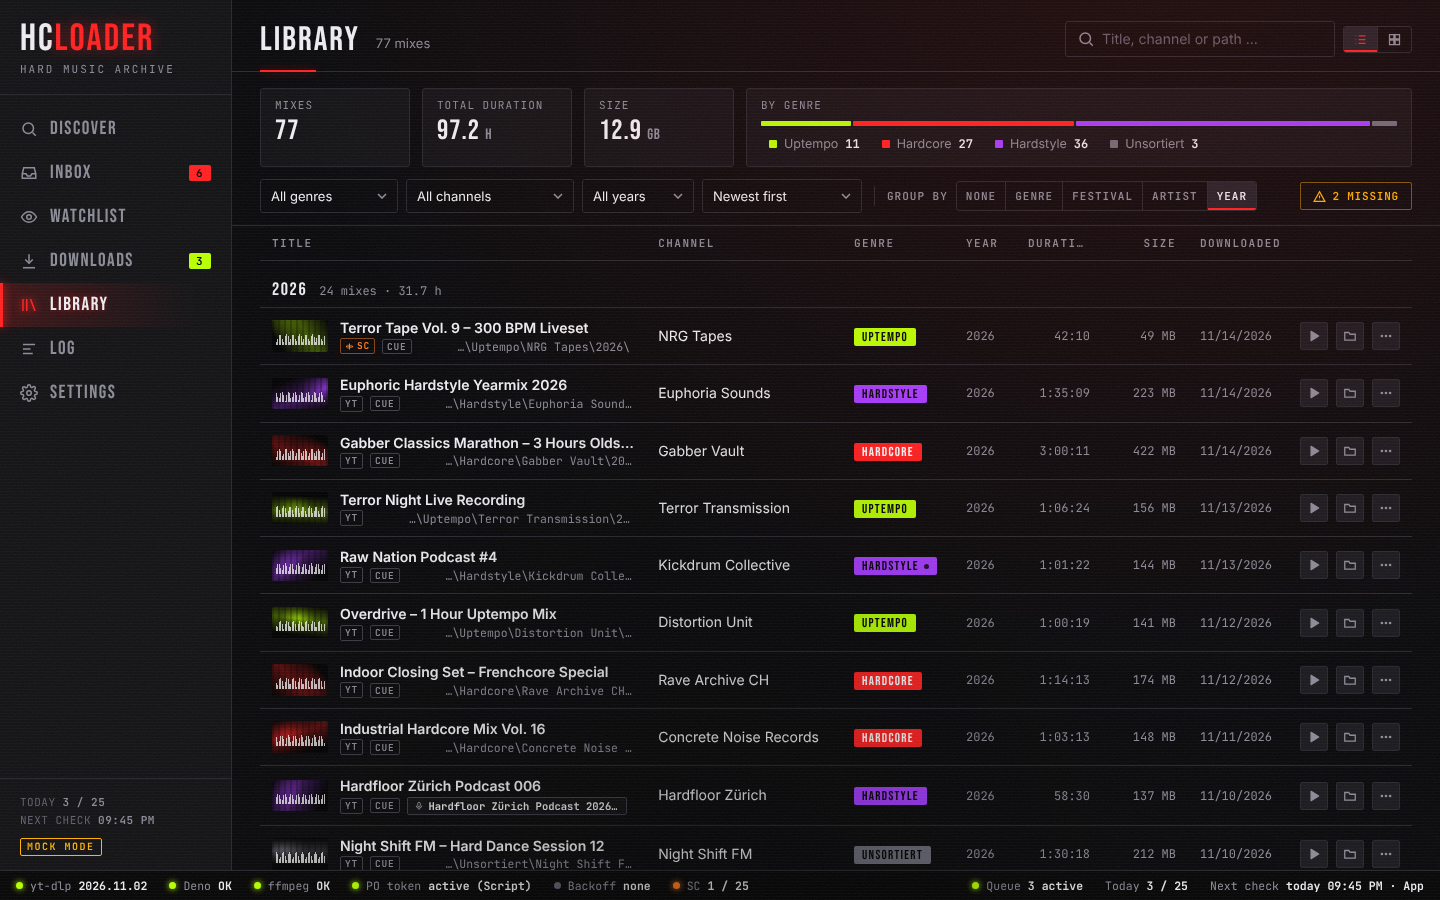 HCLOADER
HARD MUSIC ARCHIVE
DISCOVER
INBOX 6
WATCHLIST
DOWNLOADS 3
LIBRARY
LOG
SETTINGS
TODAY 3 / 25
NEXT CHECK 09:45 PM
MOCK MODE
LIBRARY 77 mixes
Title, channel or path ...
MIXES
77
TOTAL DURATION
97.2 H
SIZE
12.9 GB
BY GENRE
Uptempo 11 Hardcore 27 Hardstyle 36 Unsortiert 3
All genres All channels All years Newest first GROUP BY NONE GENRE FESTIVAL ARTIST YEAR 2 MISSING
TITLE CHANNEL GENRE YEAR DURATI… SIZE DOWNLOADED
2026 24 mixes · 31.7 h
Terror Tape Vol. 9 – 300 BPM Liveset
SC CUE …\Uptempo\NRG Tapes\2026\
NRG Tapes UPTEMPO 2026 42:10 49 MB 11/14/2026
Euphoric Hardstyle Yearmix 2026
YT CUE …\Hardstyle\Euphoria Sound…
Euphoria Sounds HARDSTYLE 2026 1:35:09 223 MB 11/14/2026
Gabber Classics Marathon – 3 Hours Olds…
YT CUE …\Hardcore\Gabber Vault\20…
Gabber Vault HARDCORE 2026 3:00:11 422 MB 11/14/2026
Terror Night Live Recording
YT …\Uptempo\Terror Transmission\2…
Terror Transmission UPTEMPO 2026 1:06:24 156 MB 11/13/2026
Raw Nation Podcast #4
YT CUE …\Hardstyle\Kickdrum Colle…
Kickdrum Collective HARDSTYLE 2026 1:01:22 144 MB 11/13/2026
Overdrive – 1 Hour Uptempo Mix
YT CUE …\Uptempo\Distortion Unit\…
Distortion Unit UPTEMPO 2026 1:00:19 141 MB 11/12/2026
Indoor Closing Set – Frenchcore Special
YT CUE …\Hardcore\Rave Archive CH…
Rave Archive CH HARDCORE 2026 1:14:13 174 MB 11/12/2026
Industrial Hardcore Mix Vol. 16
YT CUE …\Hardcore\Concrete Noise …
Concrete Noise Records HARDCORE 2026 1:03:13 148 MB 11/11/2026
Hardfloor Zürich Podcast 006
YT CUE Hardfloor Zürich Podcast 2026…
Hardfloor Zürich HARDSTYLE 2026 58:30 137 MB 11/10/2026
Night Shift FM – Hard Dance Session 12
YT CUE …\Unsortiert\Night Shift F…
Night Shift FM UNSORTIERT 2026 1:30:18 212 MB 11/10/2026
yt-dlp 2026.11.02 Deno OK ffmpeg OK PO token active (Script) Backoff none SC 1 / 25 Queue 3 active Today 3 / 25 Next check today 09:45 PM · App